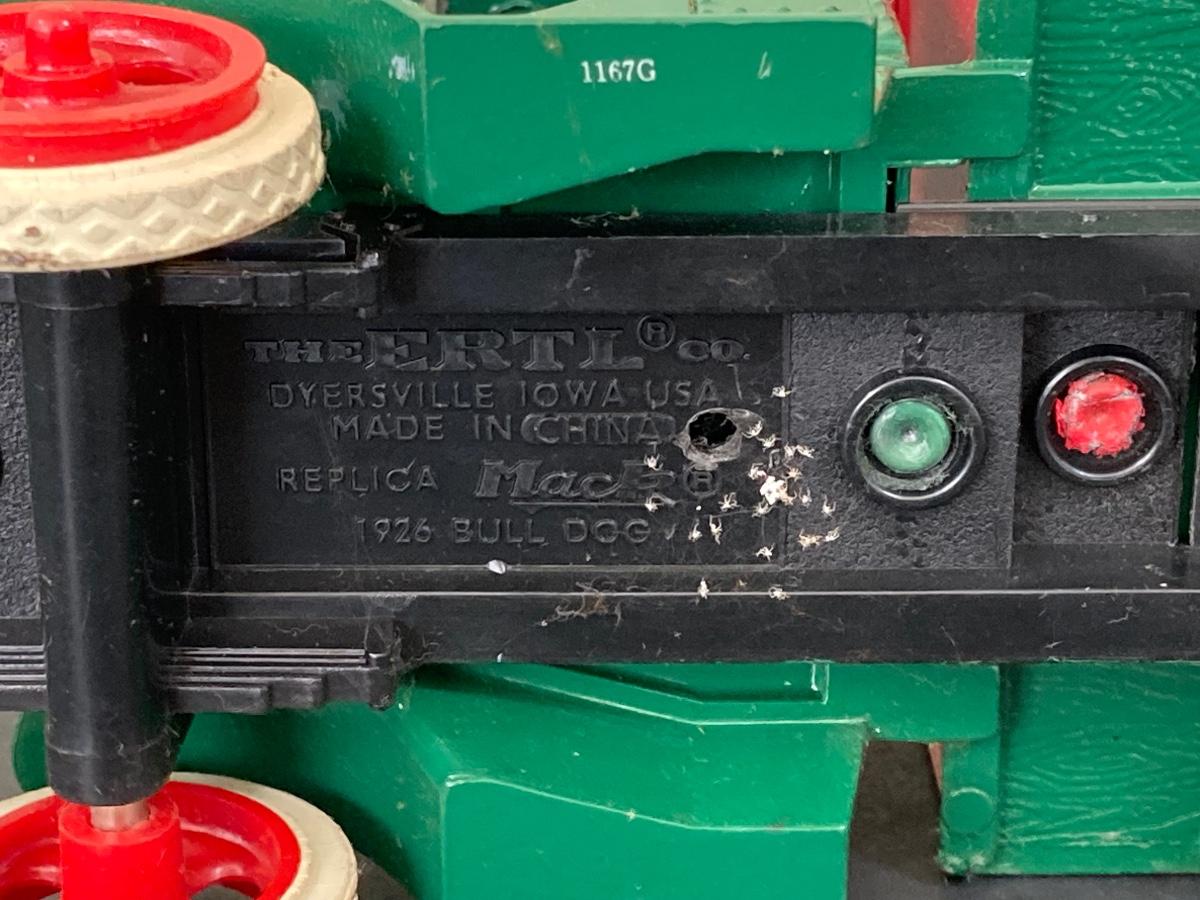 1167G
THE ERTL® CO.
DYERSVILLE IOWA USA
MADE IN CHINA
REPLICA Mack®
1926 BULL DOG